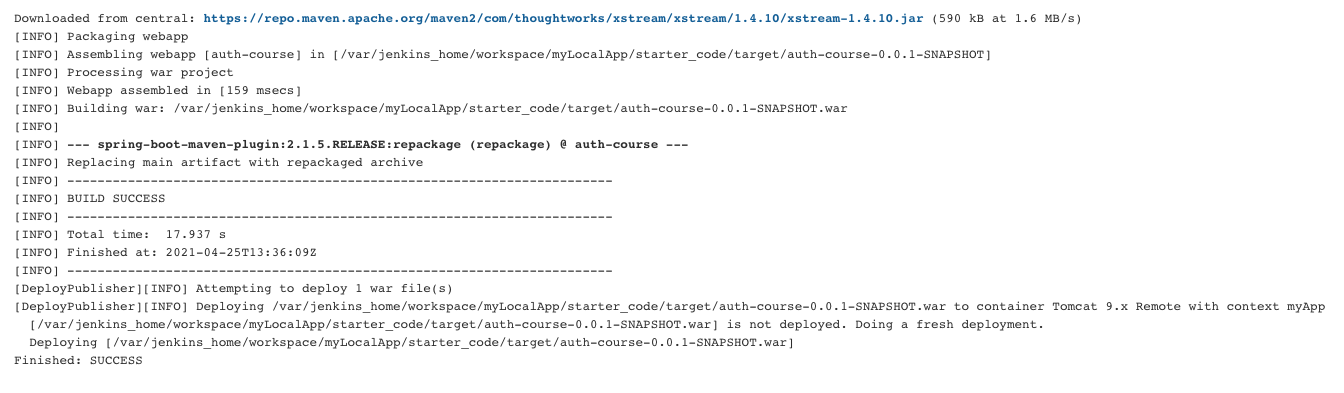 Downloaded from central: https://repo.maven.apache.org/maven2/com/thoughtworks/xstream/xstream/1.4.10/xstream-1.4.10.jar (590 kB at 1.6 MB/s)
[INFO] Packaging webapp
[INFO] Assembling webapp [auth-course] in [/var/jenkins_home/workspace/myLocalApp/starter_code/target/auth-course-0.0.1-SNAPSHOT]
[INFO] Processing war project
[INFO] Webapp assembled in [159 msecs]
[INFO] Building war: /var/jenkins_home/workspace/myLocalApp/starter_code/target/auth-course-0.0.1-SNAPSHOT.war
[INFO]
[INFO] --- spring-boot-maven-plugin:2.1.5.RELEASE:repackage (repackage) @ auth-course ---
[INFO] Replacing main artifact with repackaged archive
[INFO] ------------------------------------------------------------------------
[INFO] BUILD SUCCESS
[INFO] ------------------------------------------------------------------------
[INFO] Total time:  17.937 s
[INFO] Finished at: 2021-04-25T13:36:09Z
[INFO] ------------------------------------------------------------------------
[DeployPublisher][INFO] Attempting to deploy 1 war file(s)
[DeployPublisher][INFO] Deploying /var/jenkins_home/workspace/myLocalApp/starter_code/target/auth-course-0.0.1-SNAPSHOT.war to container Tomcat 9.x Remote with context myApp
  [/var/jenkins_home/workspace/myLocalApp/starter_code/target/auth-course-0.0.1-SNAPSHOT.war] is not deployed. Doing a fresh deployment.
  Deploying [/var/jenkins_home/workspace/myLocalApp/starter_code/target/auth-course-0.0.1-SNAPSHOT.war]
Finished: SUCCESS